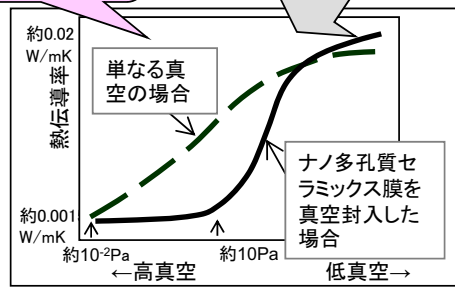 約0.02
W/mK
熱伝導率
単なる真
空の場合
ナノ多孔質セ
ラミックス膜を
真空封入した
場合
約0.001
W/mK
約10-2Pa
約10Pa
←高真空
低真空→